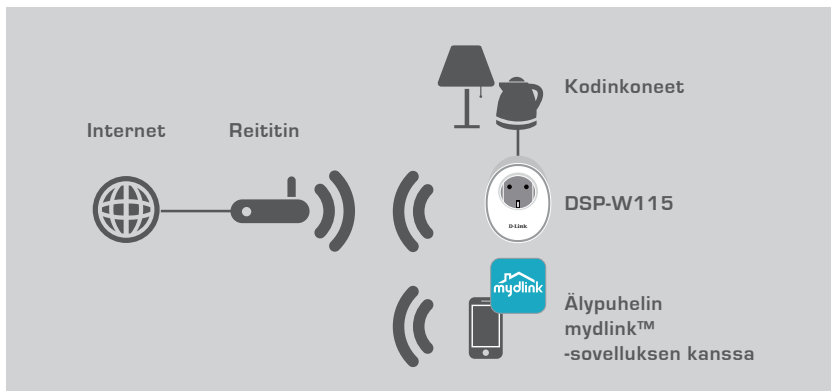 Kodinkoneet
Internet
Reititin
DSP-W115
D-Link
mydlink
Älypuhelin
mydlink™
-sovelluksen kanssa